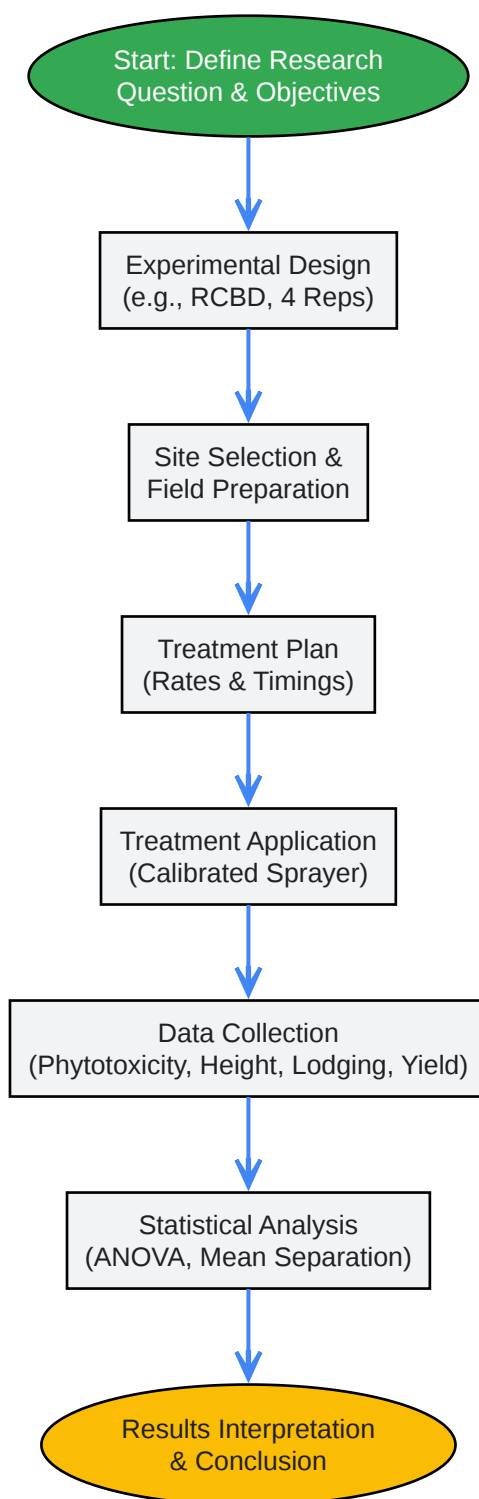 Start: Define Research
Question & Objectives
Experimental Design
(e.g., RCBD, 4 Reps)
Site Selection &
Field Preparation
Treatment Plan
(Rates & Timings)
Treatment Application
(Calibrated Sprayer)
Data Collection
(Phytotoxicity, Height, Lodging, Yield)
Statistical Analysis
(ANOVA, Mean Separation)
Results Interpretation
& Conclusion